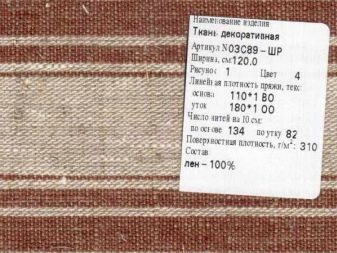 Наименование изделия
Ткань декоративная
Артикул N03С89-ШР
Ширина, см:120.0
Рисунок 1 Цвет 4
Линейная плотность пряжи, текс:
основа 110*1 ВО
уток 180*1 ОО
Число нитей на 10 см:
по основе 134 по утку 82
Поверхностная плотность, г/м²: 310
Состав
лен-100%